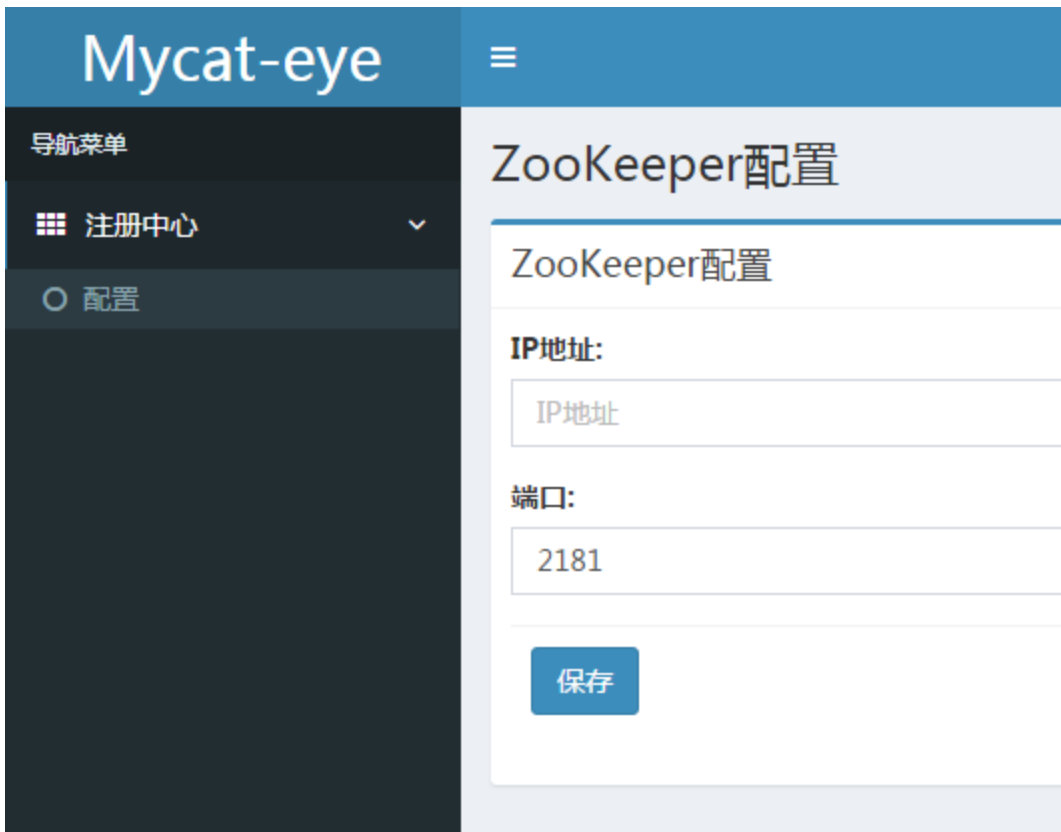 Mycat-eye
导航菜单
注册中心
配置
ZooKeeper配置
ZooKeeper配置
IP地址:
IP地址
端口:
2181
保存